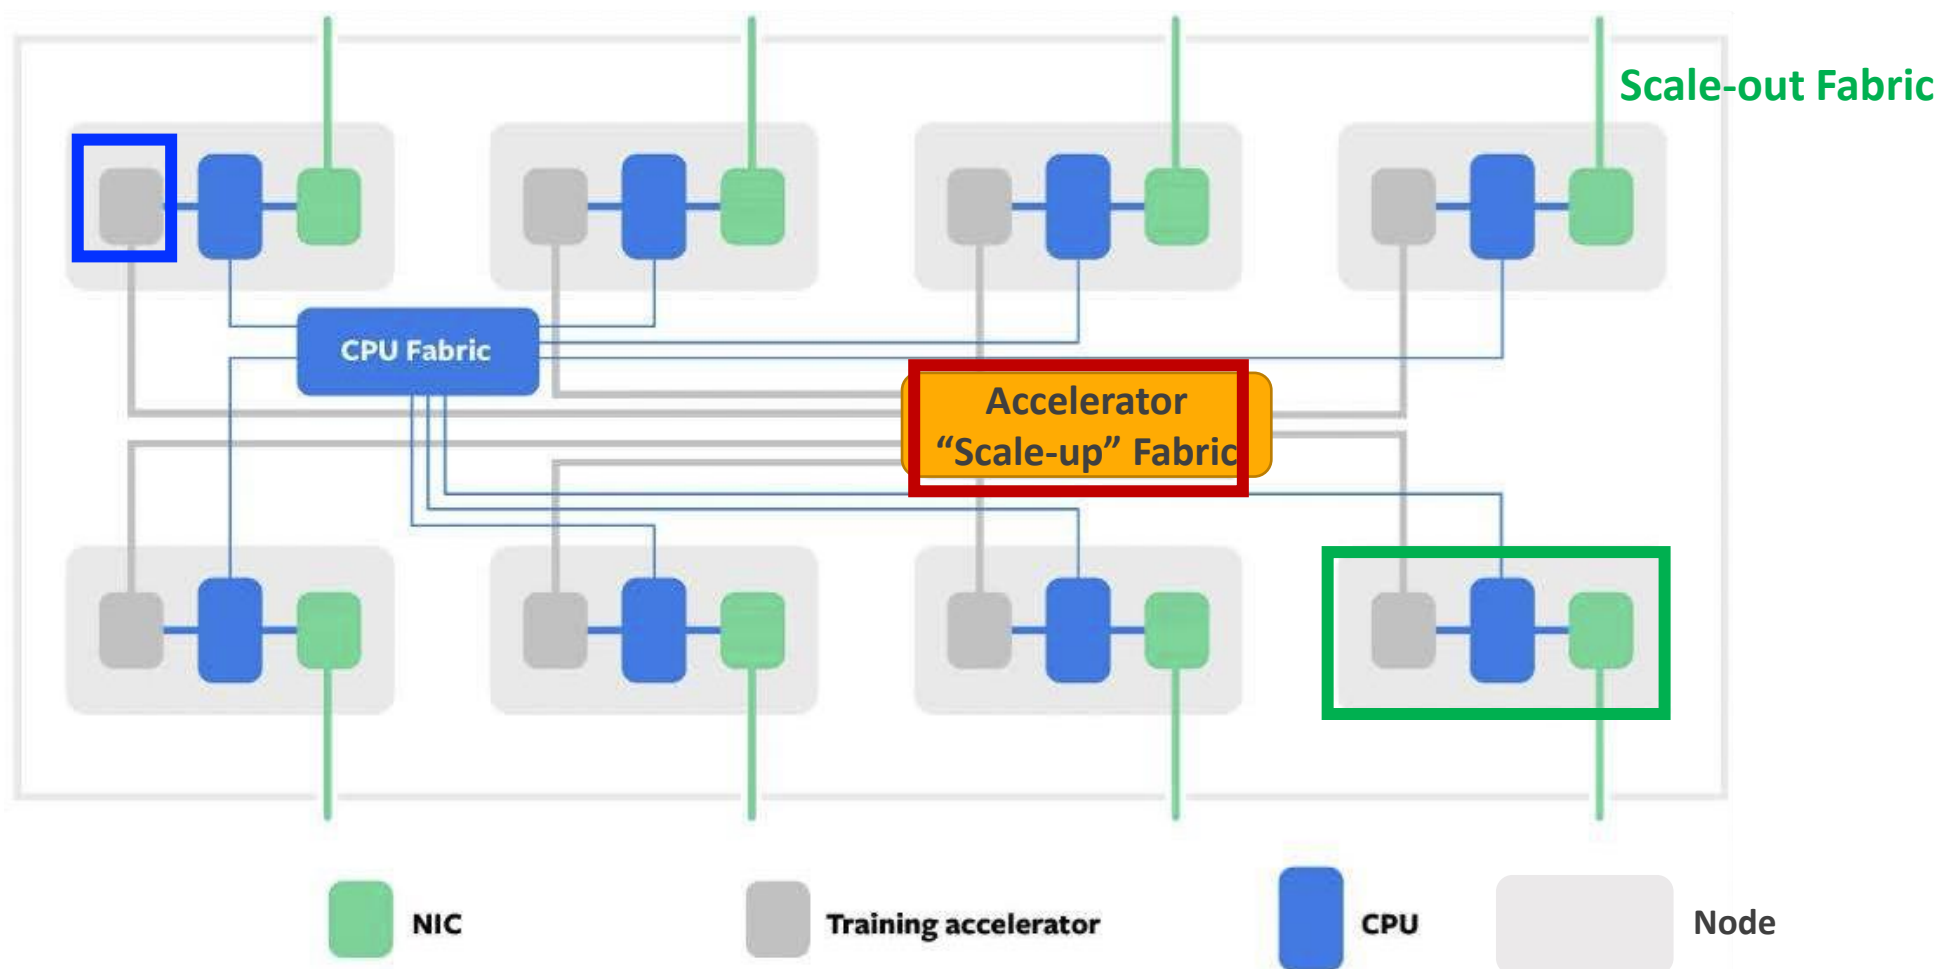 Scale-out Fabric
CPU Fabric
Accelerator
“Scale-up” Fabric
NIC
Training accelerator
CPU
Node